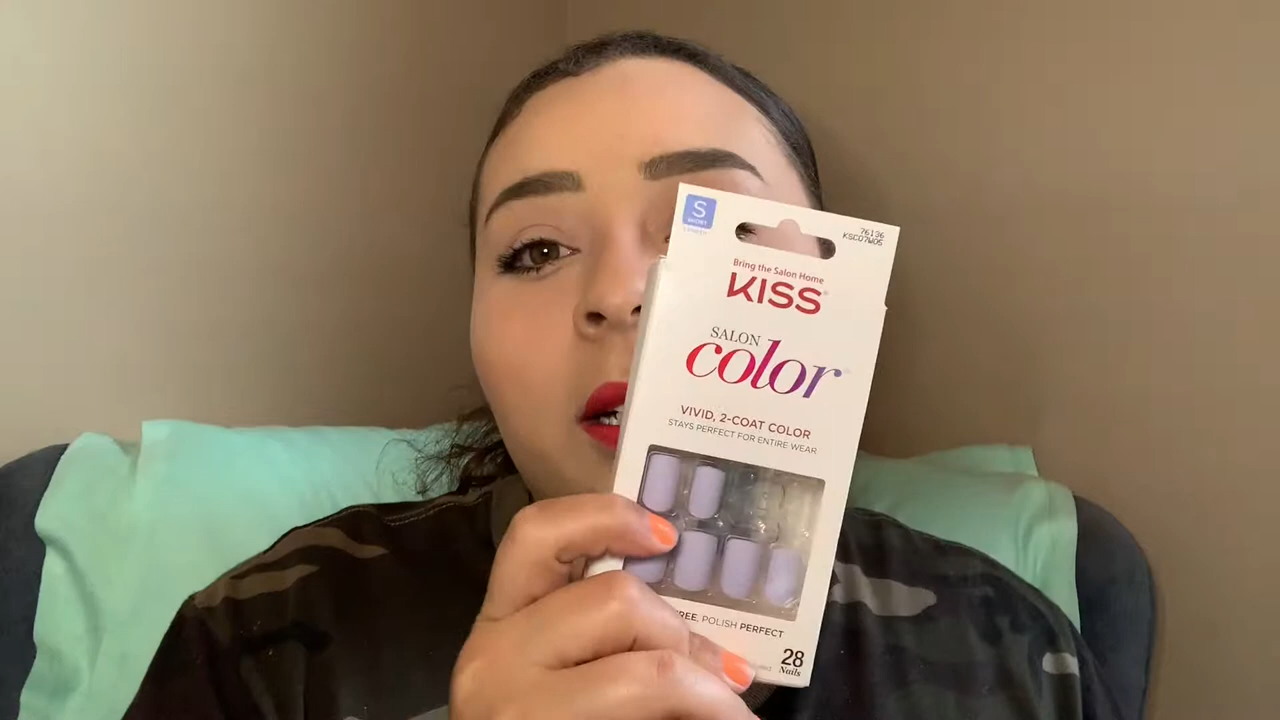 S
SHORT
76136
KSC07W05
Bring the Salon Home
KISS
SALON
color
VIVID, 2-COAT COLOR
STAYS PERFECT FOR ENTIRE WEAR
FREE, POLISH PERFECT
28
Nails